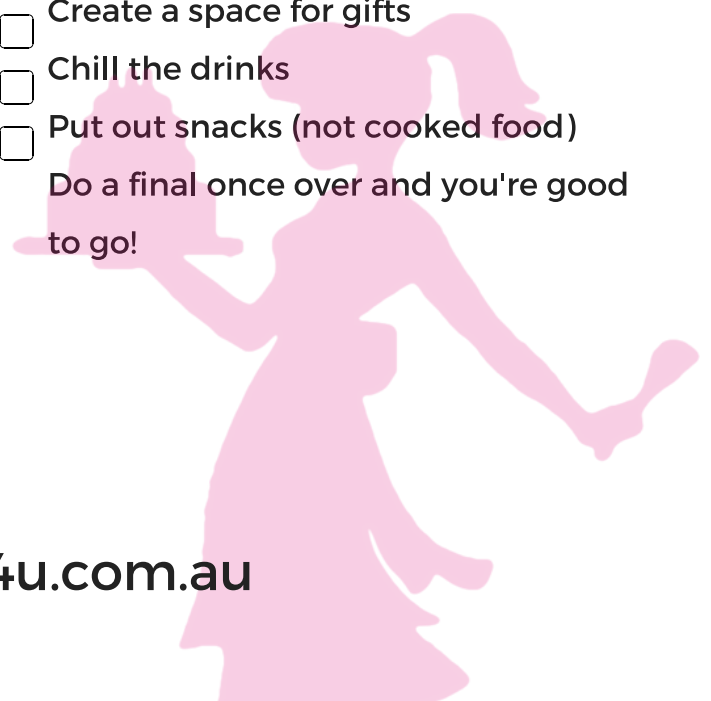 Create a space for gifts
Chill the drinks
Put out snacks (not cooked food)
Do a final once over and you're good
to go!
4u.com.au